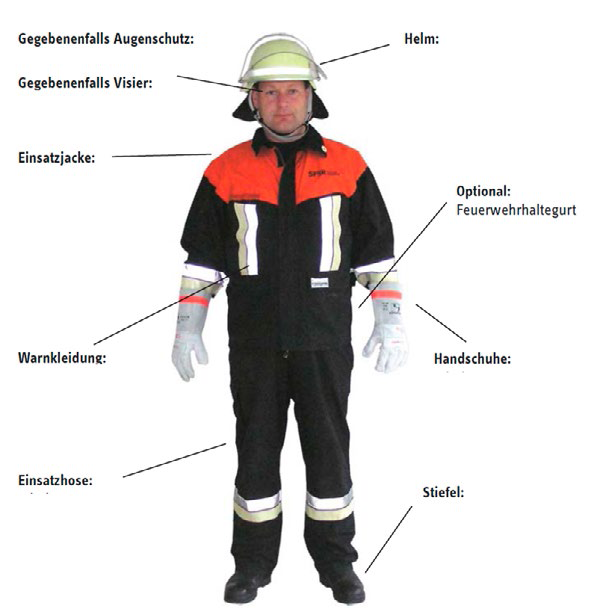 Gegebenenfalls Augenschutz:
Helm:
Gegebenenfalls Visier:
Einsatzjacke:
Optional:
Feuerwehrhaltegurt
Warnkleidung:
Handschuhe:
Einsatzhose:
Stiefel: